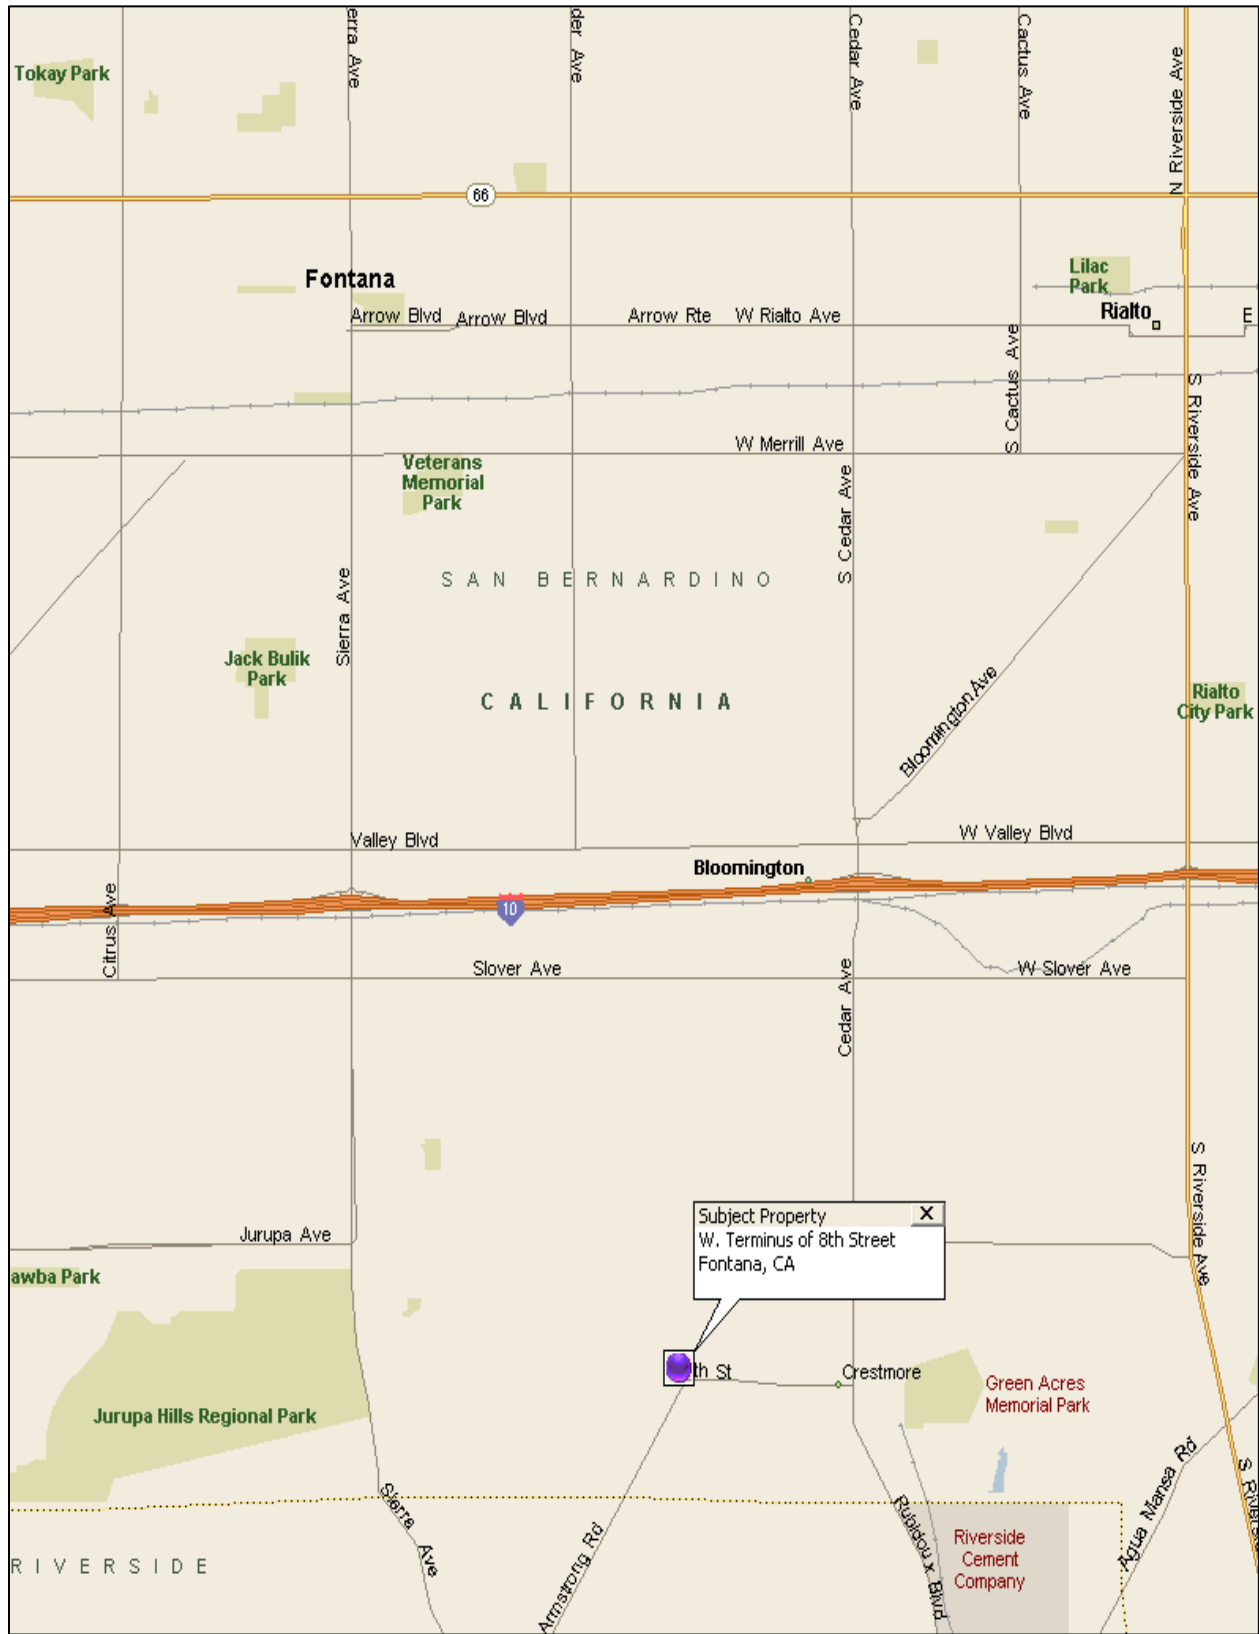 erra Ave
der Ave
Cedar Ave
Cactus Ave
N Riverside Ave
Tokay Park
66
Fontana
Lilac
Park
Rialto
Arrow Blvd
Arrow Blvd
Arrow Rte
W Rialto Ave
E
S Cactus Ave
S Riverside Ave
W Merrill Ave
Veterans
Memorial
Park
S Cedar Ave
SAN BERNARDINO
Sierra Ave
Jack Bulik
Park
CALIFORNIA
Bloomington Ave
Rialto
City Park
Valley Blvd
W Valley Blvd
Bloomington
10
Citrus Ave
Slover Ave
W Slover Ave
Cedar Ave
S Riverside Ave
Subject Property X
W. Terminus of 8th Street
Fontana, CA
Jurupa Ave
awba Park
th St
Crestmore
Green Acres
Memorial Park
Jurupa Hills Regional Park
Sierra Ave
Armstrong Rd
Rubidoux Blvd
Agua Mansa Rd
Riverside
Cement
Company
RIVERSIDE